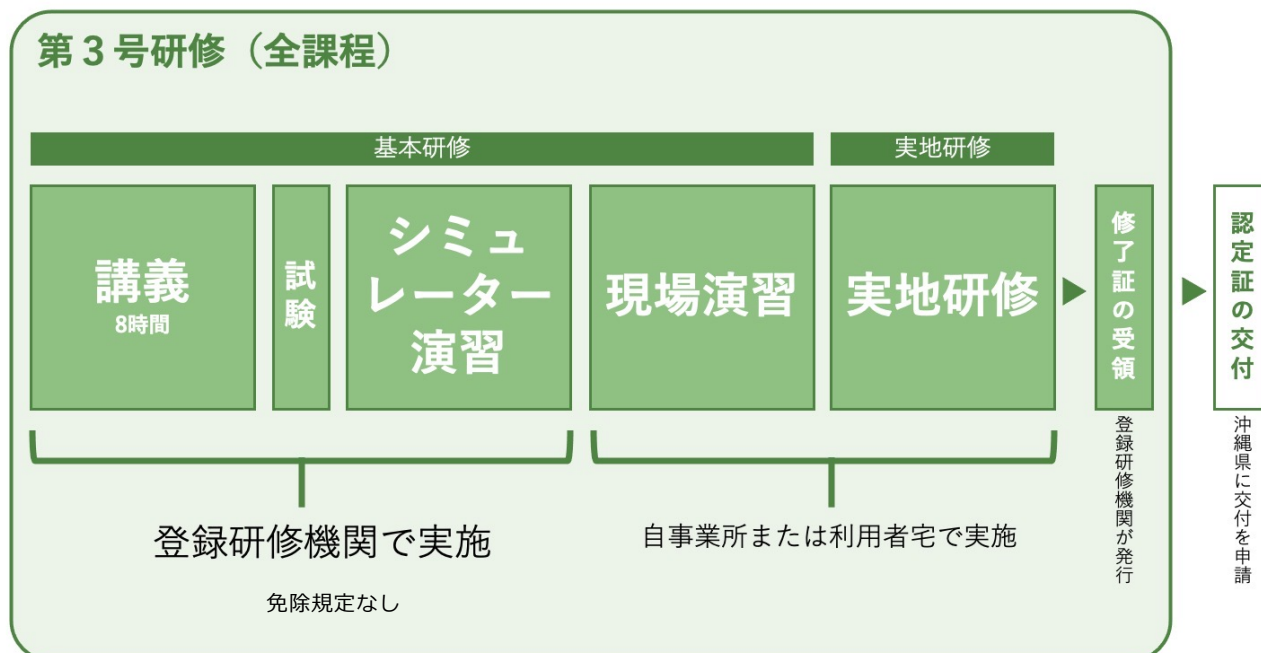 第３号研修（全課程）
基本研修
実地研修
講義
8時間
試験
シミュ
レーター
演習
現場演習
実地研修
修了証の受領
認定証の交付
登録研修機関で実施
免除規定なし
自事業所または利用者宅で実施
登録研修機関が発行
沖縄県に交付を申請